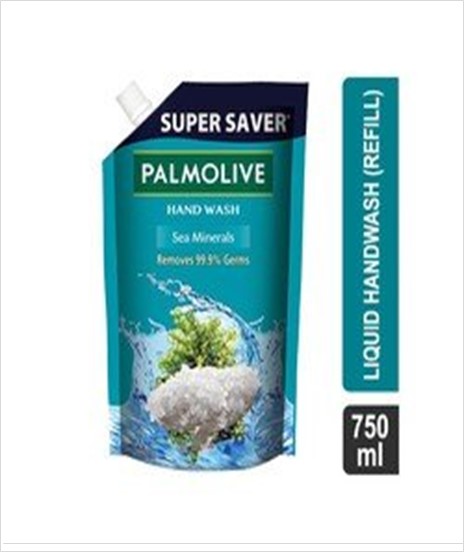 SUPER SAVER*
PALMOLIVE
HAND WASH
Sea Minerals
Removes 99.9% Germs
LIQUID HANDWASH (REFILL)
750
ml